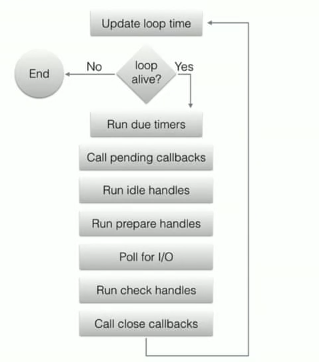 Update loop time
No
loop
alive?
Yes
End
Run due timers
Call pending callbacks
Run idle handles
Run prepare handles
Poll for I/O
Run check handles
Call close callbacks